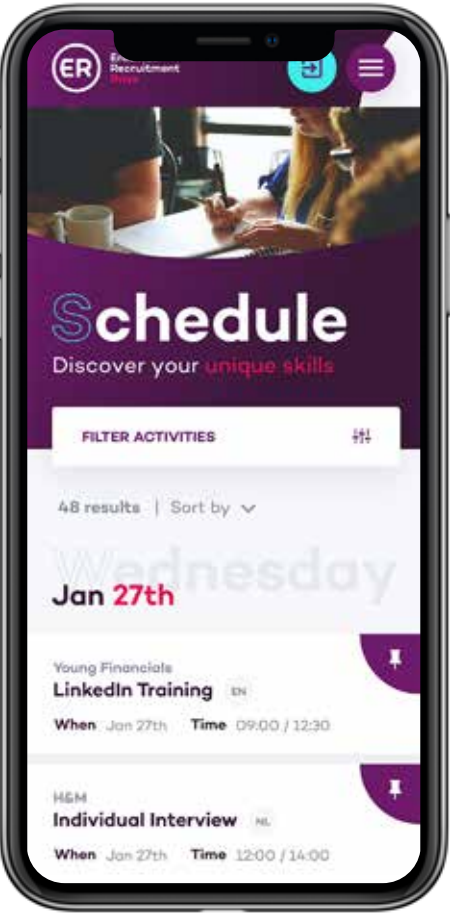 ER
Recruitment
Days
Schedule
Discover your unique skills
FILTER ACTIVITIES
48 results | Sort by
Wednesday
Jan 27th
Young Financials
LinkedIn Training EN
When Jan 27th Time 09:00 / 12:30
H&M
Individual Interview NL
When Jan 27th Time 12:00 / 14:00